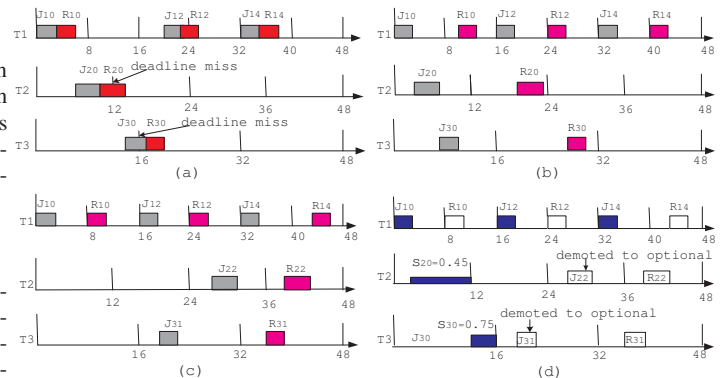 J10 R10 J12 R12 J14 R14
T1 8 16 24 32 40 48
J20 R20 deadline miss
T2 12 24 36 48
J30 R30 deadline miss
T3 16 32 48
(a)
J10 R10 J12 R12 J14 R14
T1 8 16 24 32 40 48
J20 R20
T2 12 24 36 48
J30 R30
T3 16 32 48
(b)
J10 R10 J12 R12 J14 R14
T1 8 16 24 32 40 48
J22 R22
T2 12 24 36 48
J31 R31
T3 16 32 48
(c)
J10 R10 J12 R12 J14 R14
T1 8 16 24 32 40 48
demoted to optional
S20=0.45 J22 R22
T2 12 24 36 48
demoted to optional
J30 S30=0.75 J31 R31
T3 16 32 48
(d)